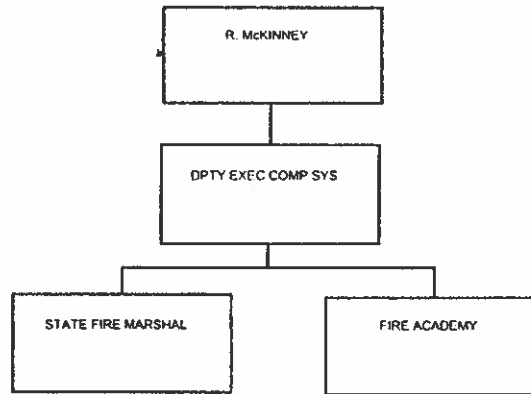 R. McKINNEY
DPTY EXEC COMP SYS
STATE FIRE MARSHAL
FIRE ACADEMY